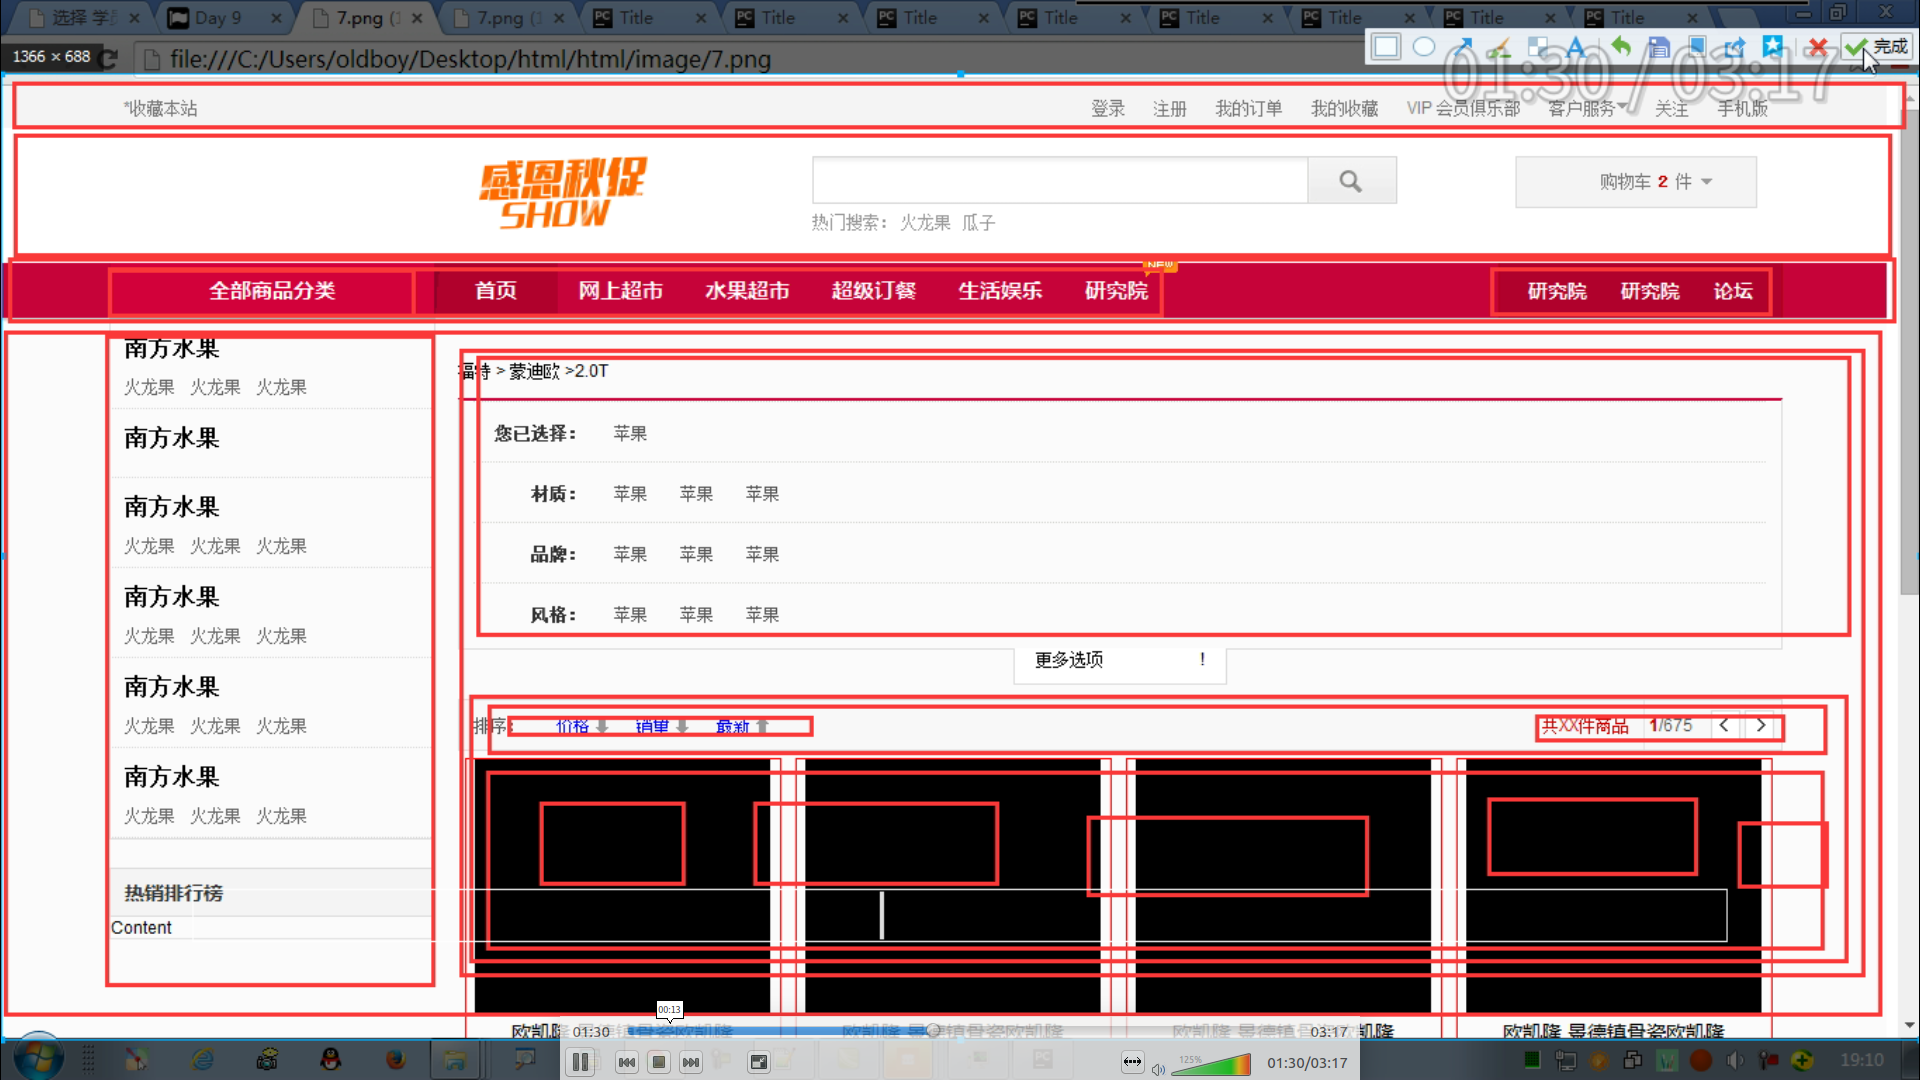 选择 学
Day 9
7.png (1
7.png (1
Title
Title
Title
Title
Title
Title
Title
Title
1366 × 688
file:///C:/Users/oldboy/Desktop/html/html/image/7.png
完成
01:30 / 03:17
*收藏本站
登录 注册 我的订单 我的收藏 VIP 会员俱乐部 客户服务 关注 手机版
感恩秋促
SHOW
购物车 2 件
热门搜索： 火龙果 瓜子
NEW
全部商品分类 首页 网上超市 水果超市 超级订餐 生活娱乐 研究院 研究院 研究院 论坛
南方水果
火龙果 火龙果 火龙果
南方水果
南方水果
火龙果 火龙果 火龙果
南方水果
火龙果 火龙果 火龙果
南方水果
火龙果 火龙果 火龙果
南方水果
火龙果 火龙果 火龙果
热销排行榜
Content
福特 > 蒙迪欧 >2.0T
您已选择： 苹果
材质： 苹果 苹果 苹果
品牌： 苹果 苹果 苹果
风格： 苹果 苹果 苹果
更多选项 !
排序: 价格 销量 最新
共XX件商品 1/675
欧凯隆 景德镇骨瓷欧凯隆
欧凯隆 景德镇骨瓷欧凯隆
欧凯隆 景德镇骨瓷欧凯隆
欧凯隆 景德镇骨瓷欧凯隆
00:13
01:30
03:17
125%
01:30/03:17
19:10